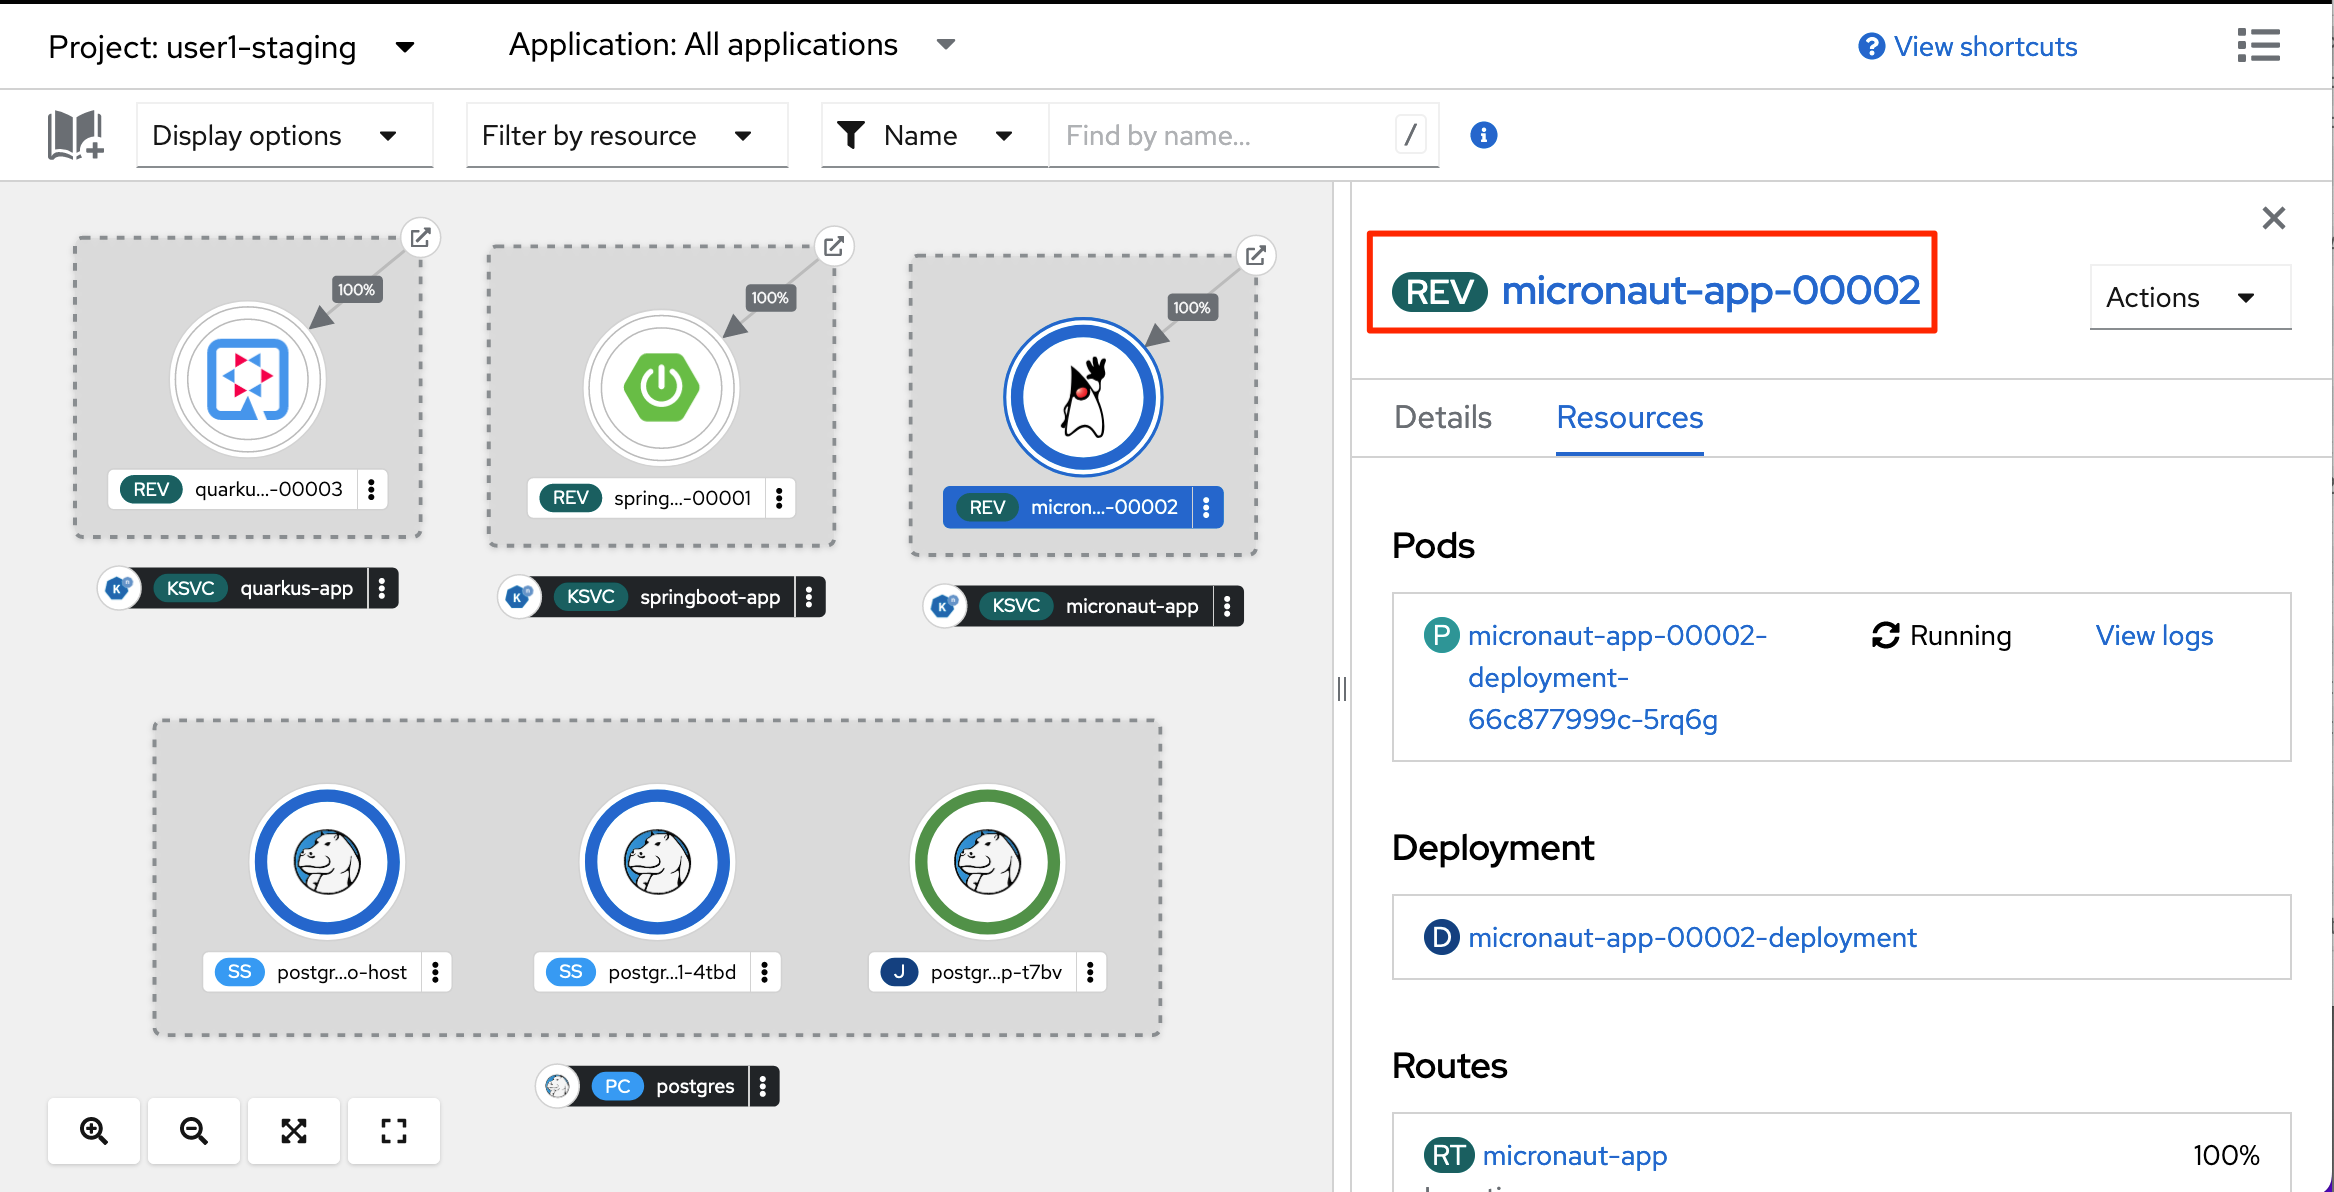 Project: user1-staging
Application: All applications
View shortcuts
Display options
Filter by resource
Name
Find by name...
/
100%
REV quarku...-00003
KSVC quarkus-app
100%
REV spring...-00001
KSVC springboot-app
100%
REV micron...-00002
KSVC micronaut-app
SS postgr...o-host
SS postgr...1-4tbd
J postgr...p-t7bv
PC postgres
REV micronaut-app-00002
Actions
Details
Resources
Pods
P micronaut-app-00002-
deployment-
66c877999c-5rq6g
Running
View logs
Deployment
D micronaut-app-00002-deployment
Routes
RT micronaut-app
100%